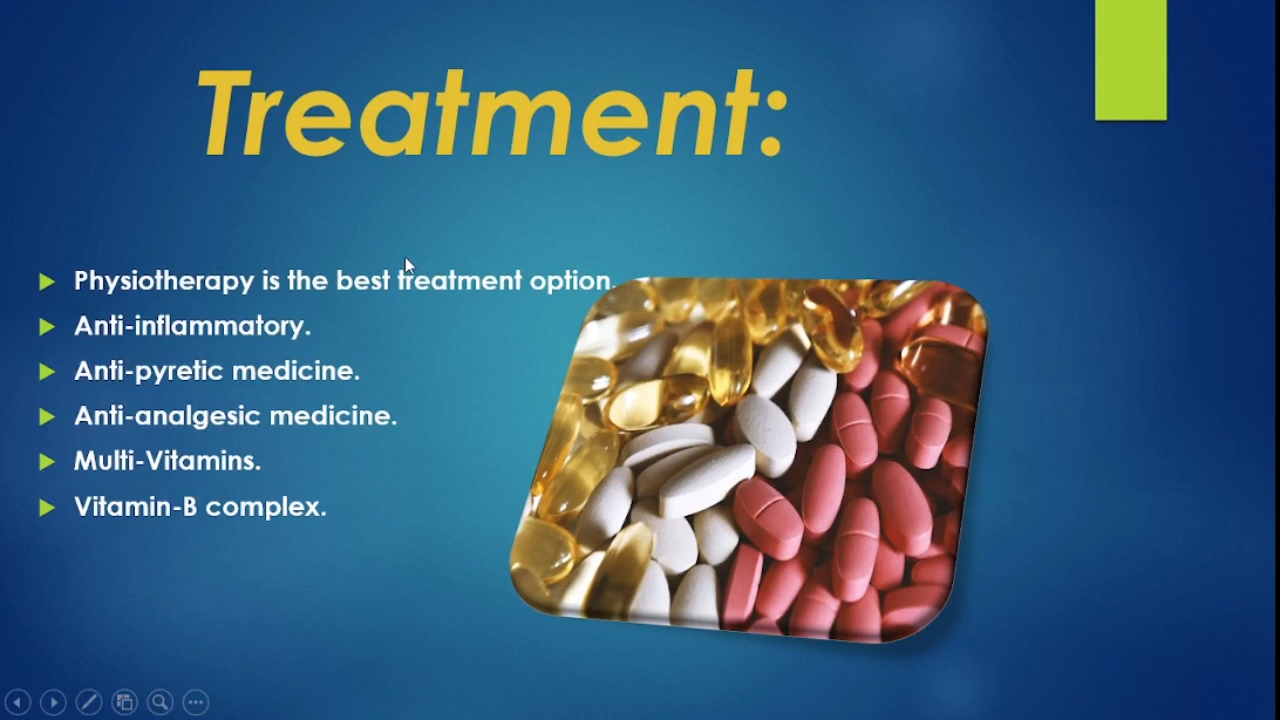 Treatment:
Physiotherapy is the best treatment option.
Anti-inflammatory.
Anti-pyretic medicine.
Anti-analgesic medicine.
Multi-Vitamins.
Vitamin-B complex.